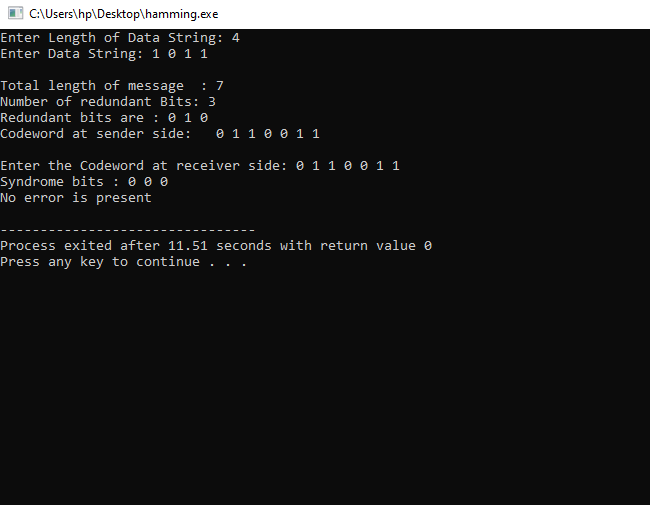 C:\Users\hp\Desktop\hamming.exe
Enter Length of Data String: 4
Enter Data String: 1 0 1 1
Total length of message  : 7
Number of redundant Bits: 3
Redundant bits are : 0 1 0
Codeword at sender side:   0 1 1 0 0 1 1
Enter the Codeword at receiver side: 0 1 1 0 0 1 1
Syndrome bits : 0 0 0
No error is present
--------------------------------
Process exited after 11.51 seconds with return value 0
Press any key to continue . . .